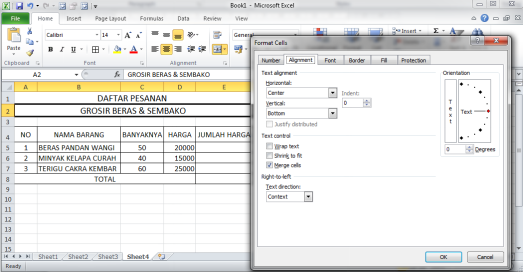 Book1 - Microsoft Excel
File Home Insert Page Layout Formulas Data Review View
Paste
Calibri 14
General
Insert
Clipboard Font Alignment
A2 fx GROSIR BERAS & SEMBAKO
A B C D E
1 DAFTAR PESANAN
2 GROSIR BERAS & SEMBAKO
3
4 NO NAMA BARANG BANYAKNYA HARGA JUMLAH HARGA
5 1 BERAS PANDAN WANGI 50 20000
6 2 MINYAK KELAPA CURAH 40 15000
7 3 TERIGU CAKRA KEMBAR 60 25000
8 TOTAL
9
10
11
12
13
14
15
Sheet1 Sheet2 Sheet3 Sheet4
Ready
Format Cells
Number Alignment Font Border Fill Protection
Text alignment
Horizontal:
Center
Indent:
Vertical:
0
Bottom
Justify distributed
Text control
Wrap text
Shrink to fit
Merge cells
Right-to-left
Text direction:
Context
Orientation
Text
Text
0 Degrees
OK Cancel